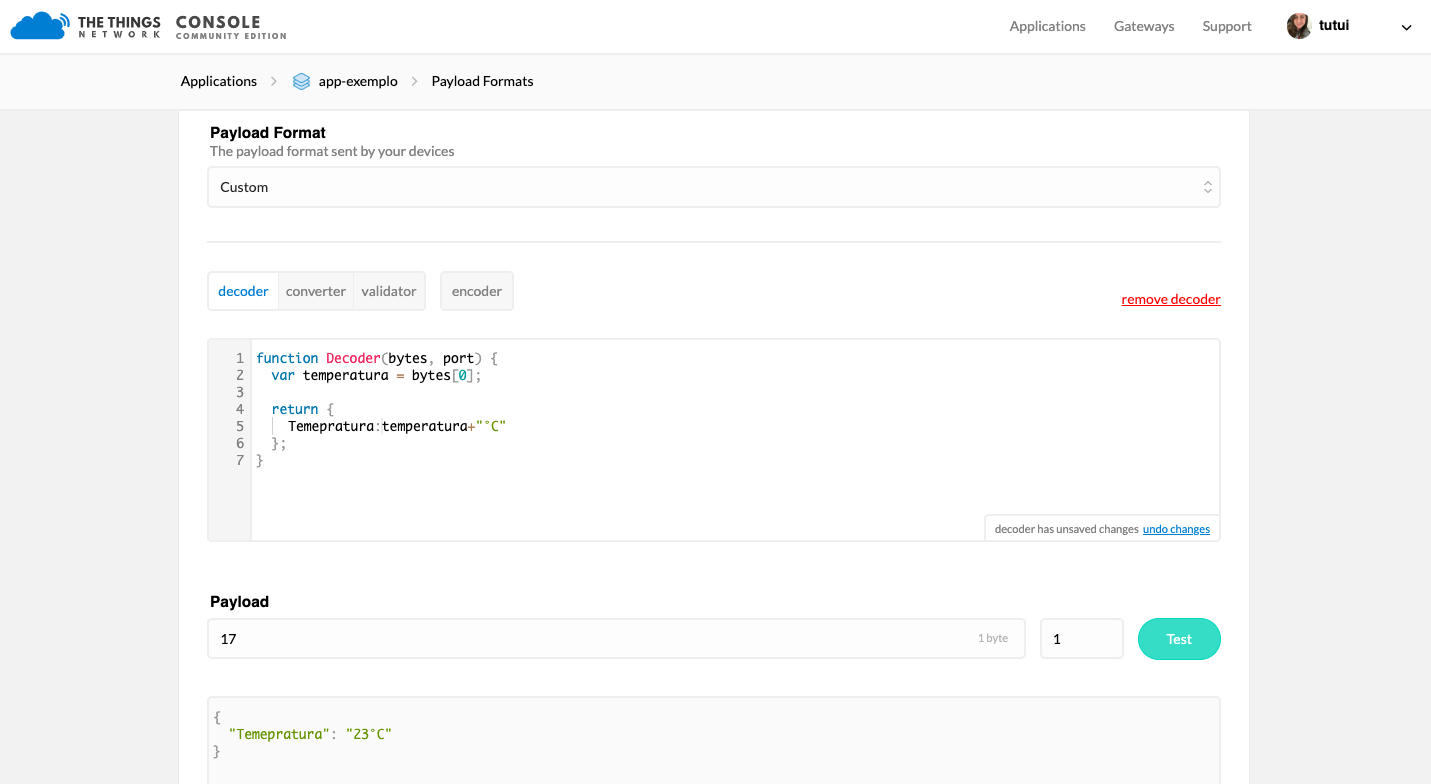 THE THINGS NETWORK CONSOLE COMMUNITY EDITION
Applications Gateways Support tutui
Applications app-exemplo Payload Formats
Payload Format
The payload format sent by your devices
Custom
decoder converter validator encoder
remove decoder
1 function Decoder(bytes, port) {
2   var temperatura = bytes[0];
3
4   return {
5     Temepratura:temperatura+"°C"
6   };
7 }
decoder has unsaved changes undo changes
Payload
17 1 byte 1 Test
{
  "Temepratura": "23°C"
}